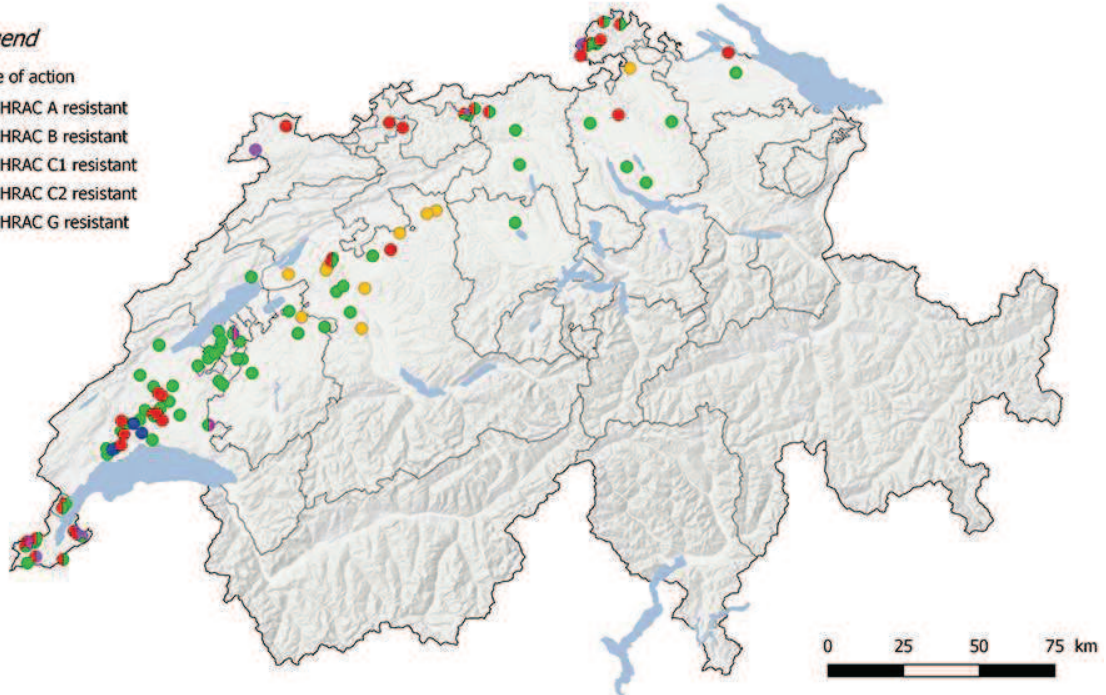 gend
e of action
HRAC A resistant
HRAC B resistant
HRAC C1 resistant
HRAC C2 resistant
HRAC G resistant
0 25 50 75 km